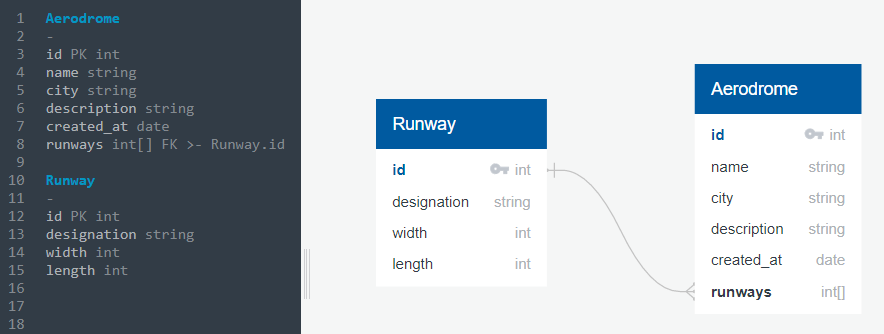 1 Aerodrome
2 -
3 id PK int
4 name string
5 city string
6 description string
7 created_at date
8 runways int[] FK >- Runway.id
9
10 Runway
11 -
12 id PK int
13 designation string
14 width int
15 length int
16
17
18
Runway
id int
designation string
width int
length int
Aerodrome
id int
name string
city string
description string
created_at date
runways int[]